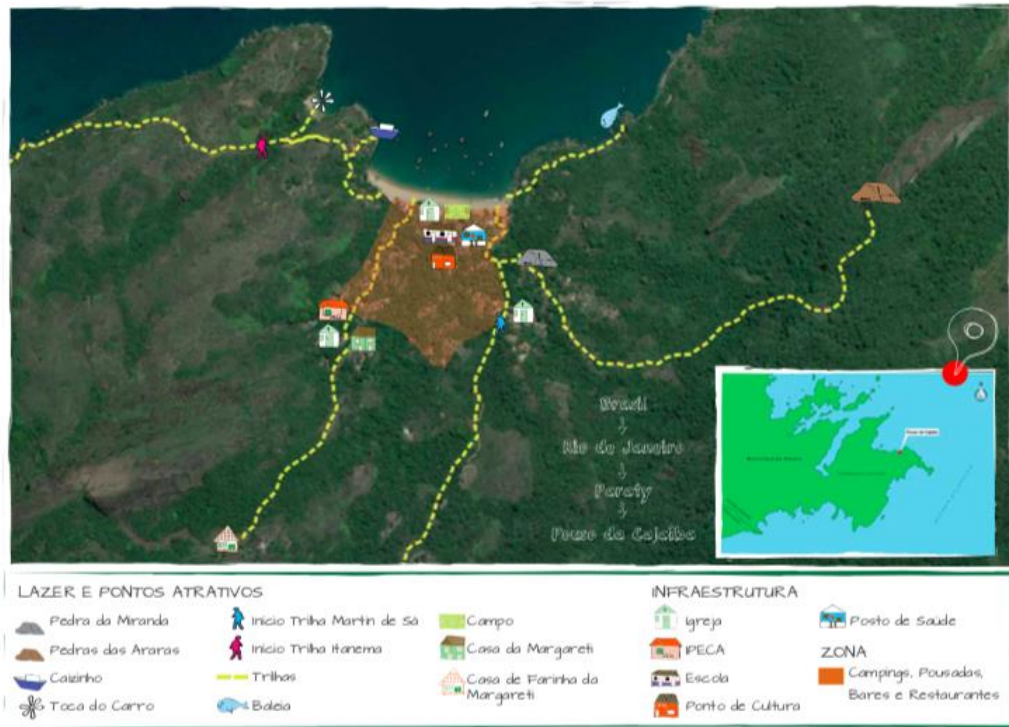 Brasil
↓
Rio de Janeiro
↓
Paraty
↓
Pouso da Cajaíba
LAZER E PONTOS ATRATIVOS
Pedra da Miranda
Pedras das Araras
Caizinho
Toca do Carro
Início Trilha Martin de Sá
Início Trilha Itanema
Trilhas
Baleia
Campo
Casa da Margareti
Casa de Farinha da
Margareti
INFRAESTRUTURA
Igreja
IPECA
Escola
Ponto de Cultura
Posto de Saúde
ZONA
Campings, Pousadas,
Bares e Restaurantes